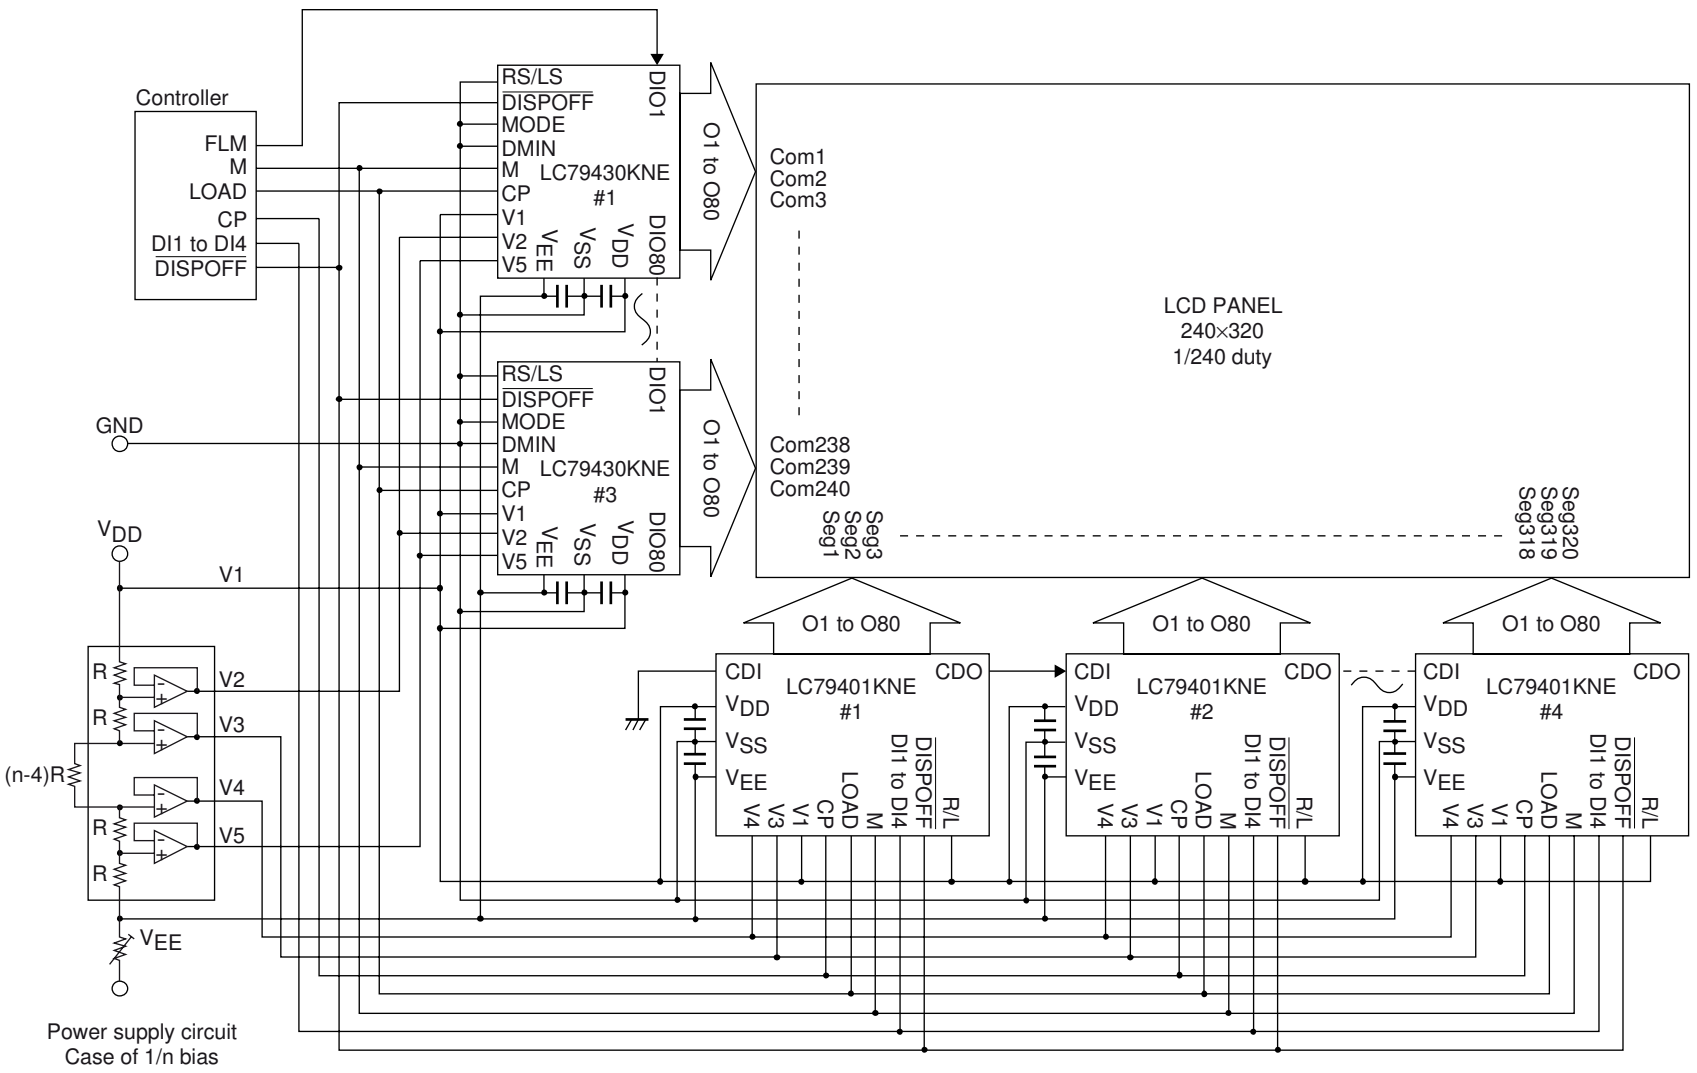 Controller
FLM
M
LOAD
CP
DI1 to DI4
DISPOFF
GND
VDD
V1
R
V2
R
V3
(n-4)R
V4
R
V5
R
VEE
Power supply circuit
Case of 1/n bias
RS/LS
DISPOFF
MODE
DMIN
M
CP
V1
V2
V5
LC79430KNE
#1
DIO1
VEE
VSS
VDD
DIO80
O1 to O80
RS/LS
DISPOFF
MODE
DMIN
M
CP
V1
V2
V5
LC79430KNE
#3
DIO1
VEE
VSS
VDD
DIO80
O1 to O80
Com1
Com2
Com3
Com238
Com239
Com240
LCD PANEL
240×320
1/240 duty
Seg1
Seg2
Seg3
Seg318
Seg319
Seg320
O1 to O80
CDI
CDO
LC79401KNE
#1
VDD
VSS
VEE
V4
V3
V1
CP
LOAD
M
DI1 to DI4
DISPOFF
R/L
O1 to O80
CDI
CDO
LC79401KNE
#2
VDD
VSS
VEE
V4
V3
V1
CP
LOAD
M
DI1 to DI4
DISPOFF
R/L
O1 to O80
CDI
CDO
LC79401KNE
#4
VDD
VSS
VEE
V4
V3
V1
CP
LOAD
M
DI1 to DI4
DISPOFF
R/L